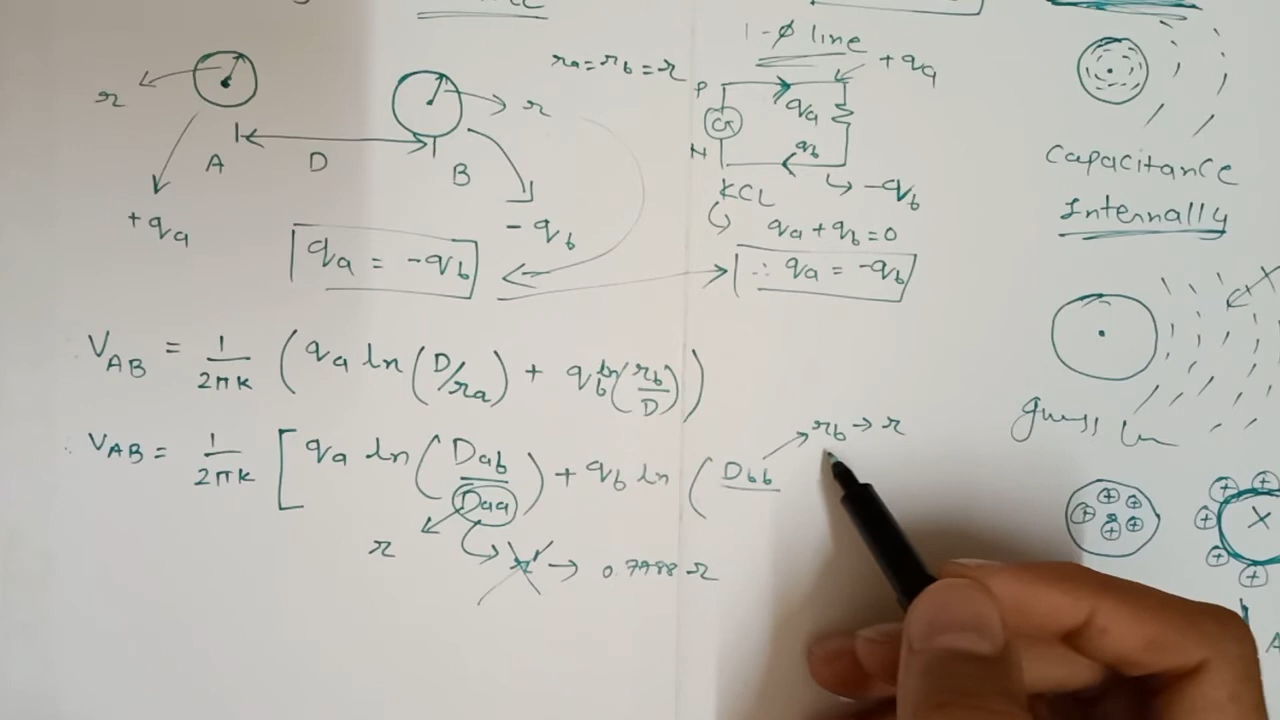 1-φ line
ra = rb = r
+qa
P
r
r
qa
G
A
D
B
N
qb
-qb
Capacitance
Internally
KCL
+qa
-qb
qa + qb = 0
qa = -qb
∴ qa = -qb
VAB = 1/2πK (qa ln(D/ra) + qb ln(rb/D))
rb → r
∴ VAB = 1/2πK [qa ln(Dab/Daa) + qb ln(Dbb
r
r' → 0.7788 r
X
A